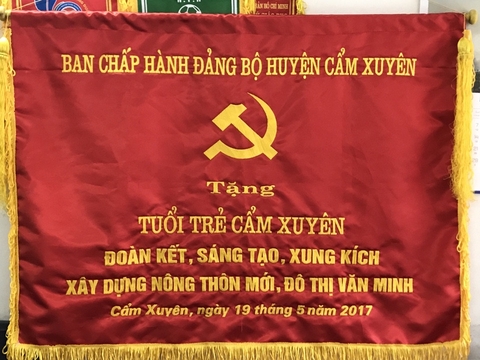 BAN CHẤP HÀNH ĐẢNG BỘ HUYỆN CẨM XUYÊN
Tặng
TUỔI TRẺ CẨM XUYÊN
ĐOÀN KẾT, SÁNG TẠO, XUNG KÍCH
XÂY DỰNG NÔNG THÔN MỚI, ĐÔ THỊ VĂN MINH
Cẩm Xuyên, ngày 19 tháng 5 năm 2017